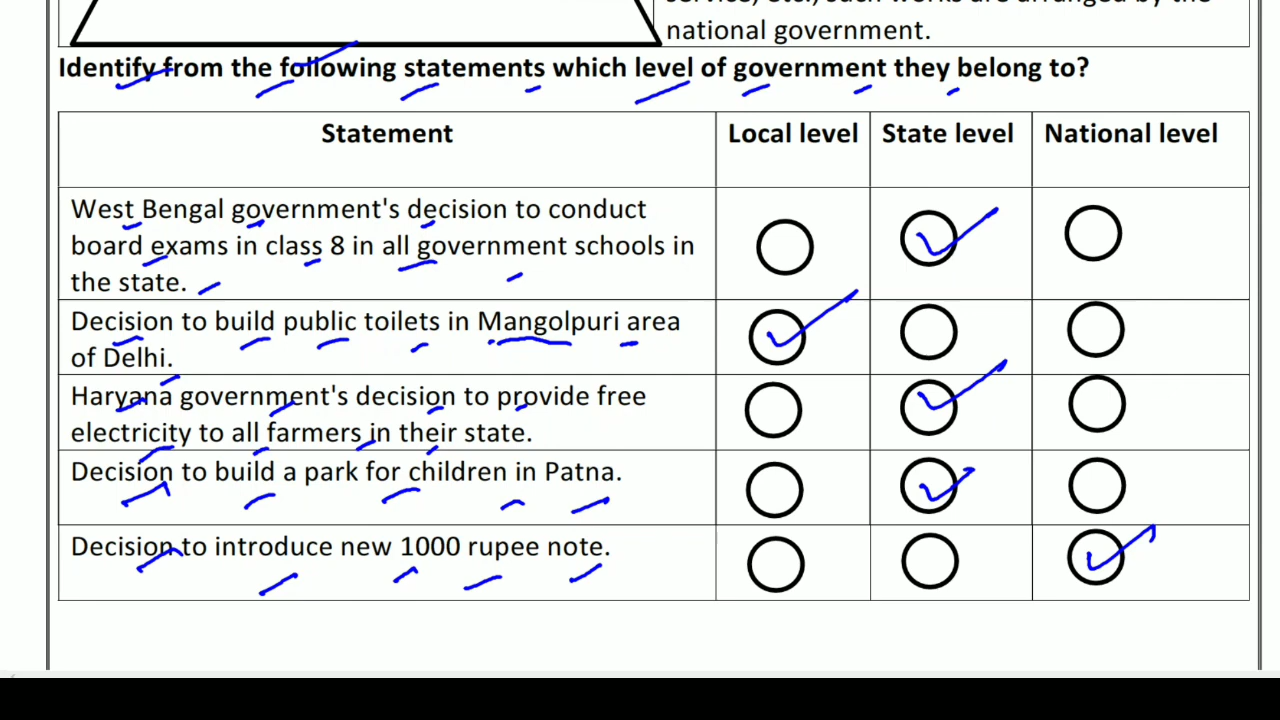 national government.
Identify from the following statements which level of government they belong to?
Statement Local level State level National level
West Bengal government's decision to conduct
board exams in class 8 in all government schools in
the state.
Decision to build public toilets in Mangolpuri area
of Delhi.
Haryana government's decision to provide free
electricity to all farmers in their state.
Decision to build a park for children in Patna.
Decision to introduce new 1000 rupee note.